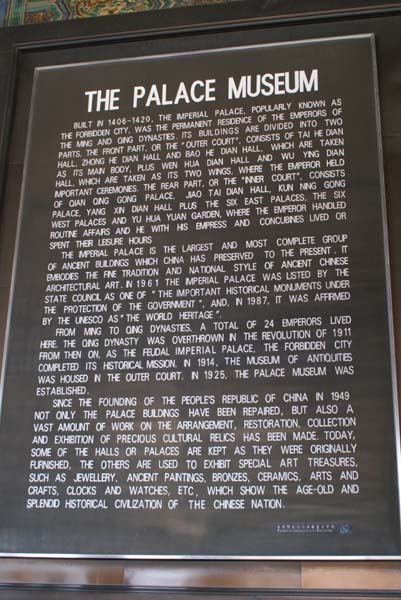 THE PALACE MUSEUM
BUILT IN 1406-1420, THE IMPERIAL PALACE, POPULARLY KNOWN AS
THE FORBIDDEN CITY, WAS THE PERMANENT RESIDENCE OF THE EMPERORS OF
THE MING AND QING DYNASTIES. ITS BUILDINGS ARE DIVIDED INTO TWO
PARTS. THE FRONT PART, OR THE "OUTER COURT", CONSISTS OF TAI HE DIAN
HALL, ZHONG HE DIAN HALL AND BAO HE DIAN HALL, WHICH ARE TAKEN
AS ITS MAIN BODY, PLUS WEN HUA DIAN HALL AND WU YING DIAN
HALL, WHICH ARE TAKEN AS ITS TWO WINGS, WHERE THE EMPEROR HELD
IMPORTANT CEREMONIES. THE REAR PART, OR THE "INNER COURT", CONSISTS
OF QIAN QING GONG PALACE, JIAO TAI DIAN HALL, KUN NING GONG
PALACE, YANG XIN DIAN HALL PLUS THE SIX EAST PALACES, THE SIX
WEST PALACES AND YU HUA YUAN GARDEN, WHERE THE EMPEROR HANDLED
ROUTINE AFFAIRS AND HE WITH HIS EMPRESS AND CONCUBINES LIVED OR
SPENT THEIR LEISURE HOURS
THE IMPERIAL PALACE IS THE LARGEST AND MOST COMPLETE GROUP
OF ANCIENT BUILDINGS WHICH CHINA HAS PRESERVED TO THE PRESENT. IT
EMBODIES THE FINE TRADITION AND NATIONAL STYLE OF ANCIENT CHINESE
ARCHITECTURAL ART. IN 1961 THE IMPERIAL PALACE WAS LISTED BY THE
STATE COUNCIL AS ONE OF "THE IMPORTANT HISTORICAL MONUMENTS UNDER
THE PROTECTION OF THE GOVERNMENT", AND, IN 1987, IT WAS AFFIRMED
BY THE UNESCO AS "THE WORLD HERITAGE".
FROM MING TO QING DYNASTIES, A TOTAL OF 24 EMPERORS LIVED
HERE. THE QING DYNASTY WAS OVERTHROWN IN THE REVOLUTION OF 1911
FROM THEN ON, AS THE FEUDAL IMPERIAL PALACE, THE FORBIDDEN CITY
COMPLETED ITS HISTORICAL MISSION. IN 1914, THE MUSEUM OF ANTIQUITIES
WAS HOUSED IN THE OUTER COURT. IN 1925, THE PALACE MUSEUM WAS
ESTABLISHED.
SINCE THE FOUNDING OF THE PEOPLE'S REPUBLIC OF CHINA IN 1949
NOT ONLY THE PALACE BUILDINGS HAVE BEEN REPAIRED, BUT ALSO A
VAST AMOUNT OF WORK ON THE ARRANGEMENT, RESTORATION, COLLECTION
AND EXHIBITION OF PRECIOUS CULTURAL RELICS HAS BEEN MADE. TODAY,
SOME OF THE HALLS OR PALACES ARE KEPT AS THEY WERE ORIGINALLY
FURNISHED, THE OTHERS ARE USED TO EXHIBIT SPECIAL ART TREASURES,
SUCH AS JEWELLERY, ANCIENT PAINTINGS, BRONZES, CERAMICS, ARTS AND
CRAFTS, CLOCKS AND WATCHES, ETC, WHICH SHOW THE AGE-OLD AND
SPLENDID HISTORICAL CIVILIZATION OF THE CHINESE NATION.